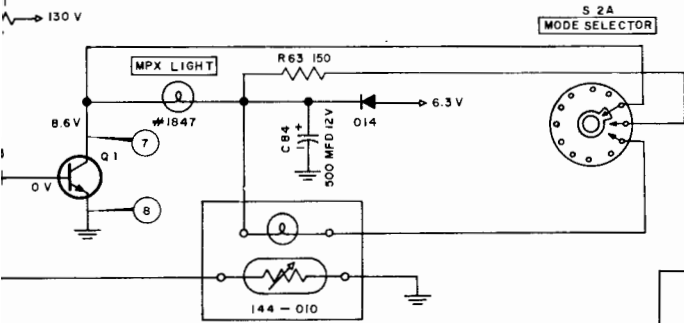 130 V
S 2A
MODE SELECTOR
R63 150
MPX LIGHT
#1847
8.6V
7
C84
+
500 MFD 12V
D14
6.3 V
Q1
0 V
8
144-010